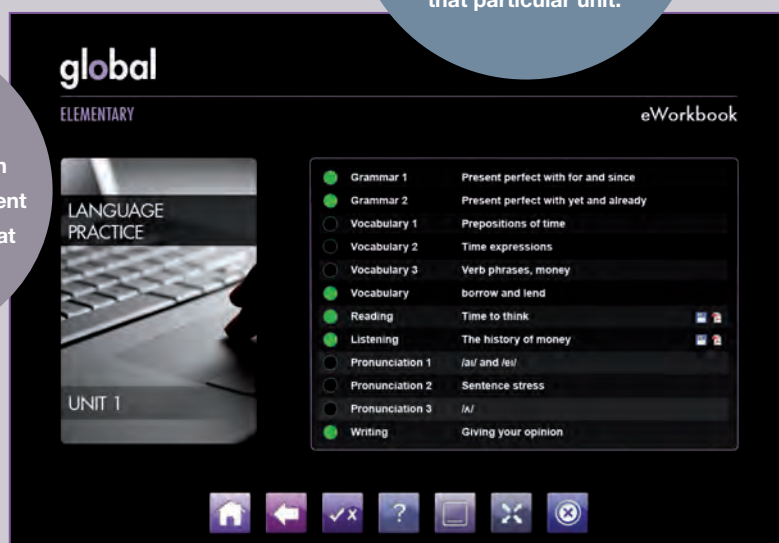 that particular unit.
global
ELEMENTARY
eWorkbook
ent
at
LANGUAGE
PRACTICE
UNIT 1
Grammar 1 Present perfect with for and since
Grammar 2 Present perfect with yet and already
Vocabulary 1 Prepositions of time
Vocabulary 2 Time expressions
Vocabulary 3 Verb phrases, money
Vocabulary borrow and lend
Reading Time to think
Listening The history of money
Pronunciation 1 /aɪ/ and /eɪ/
Pronunciation 2 Sentence stress
Pronunciation 3 /ʌ/
Writing Giving your opinion